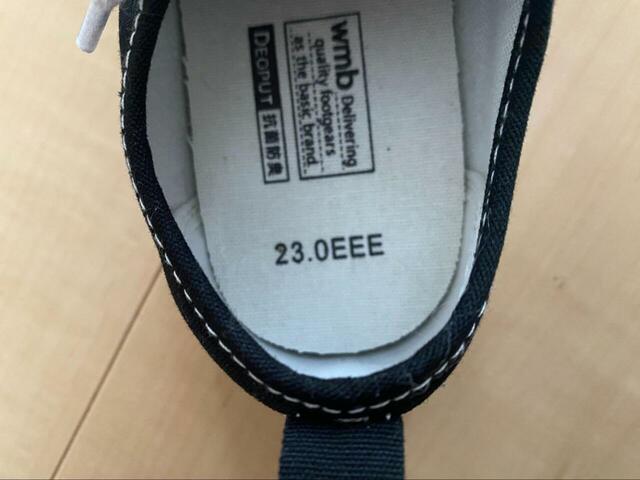 wmb Delivering
quality footgears
as the basic brand.
DEOPUT 抗菌防臭
23.0EEE